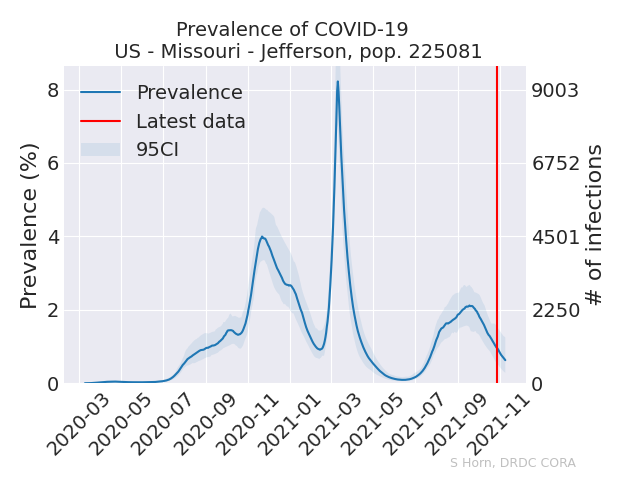 Prevalence of COVID-19
US - Missouri - Jefferson, pop. 225081
Prevalence
Latest data
95CI
Prevalence (%)
8
6
4
2
0
9003
6752
4501
2250
0
# of infections
2020-03
2020-05
2020-07
2020-09
2020-11
2021-01
2021-03
2021-05
2021-07
2021-09
2021-11
S Horn, DRDC CORA